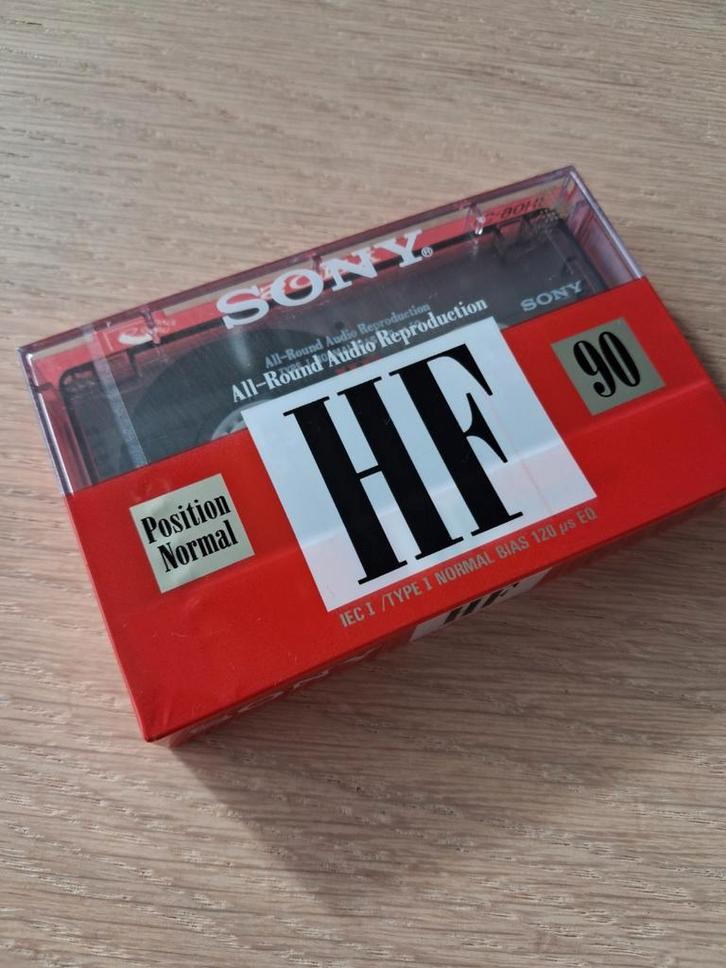 SONY®
All-Round Audio Reproduction
All-Round Audio Reproduction
SONY
HF
90
Position
Normal
IEC I /TYPE I NORMAL BIAS 120 µs EQ
HF
SONY